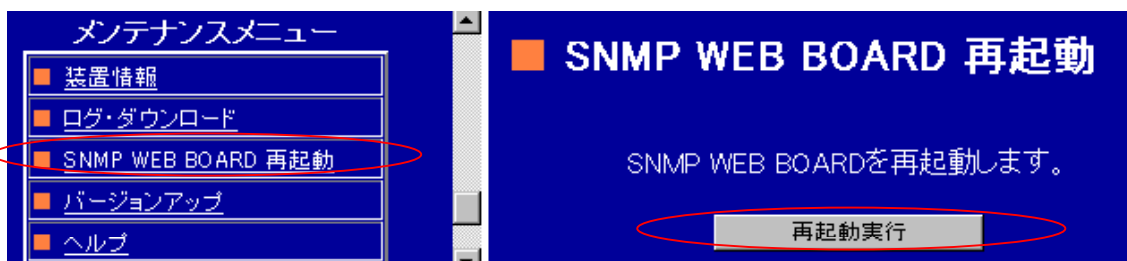 メンテナンスメニュー
装置情報
ログ・ダウンロード
SNMP WEB BOARD 再起動
バージョンアップ
ヘルプ
SNMP WEB BOARD 再起動
SNMP WEB BOARDを再起動します。
再起動実行